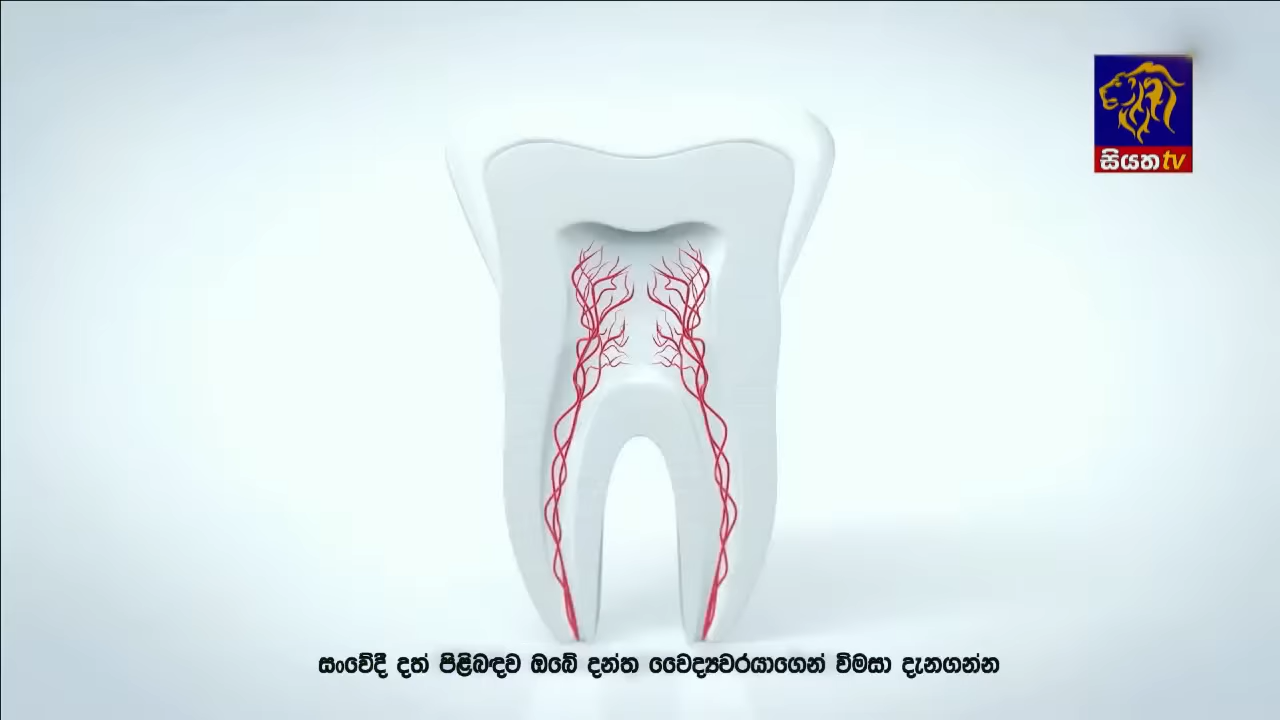 සියත tv
සංවේදී දත් පිළිබඳව ඔබේ දන්ත වෛද්‍යවරයාගෙන් විමසා දැනගන්න